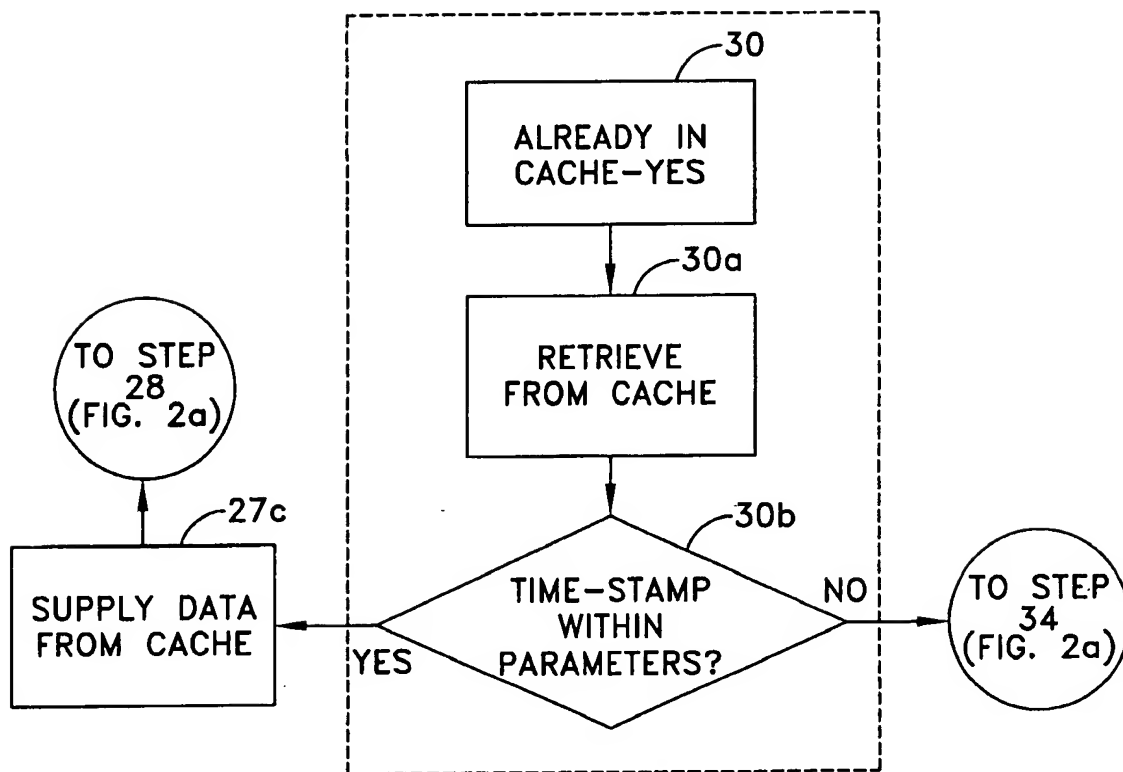 30
ALREADY IN
CACHE-YES
30a
RETRIEVE
FROM CACHE
TO STEP
28
(FIG. 2a)
27c
SUPPLY DATA
FROM CACHE
30b
TIME-STAMP
WITHIN
PARAMETERS?
YES
NO
TO STEP
34
(FIG. 2a)